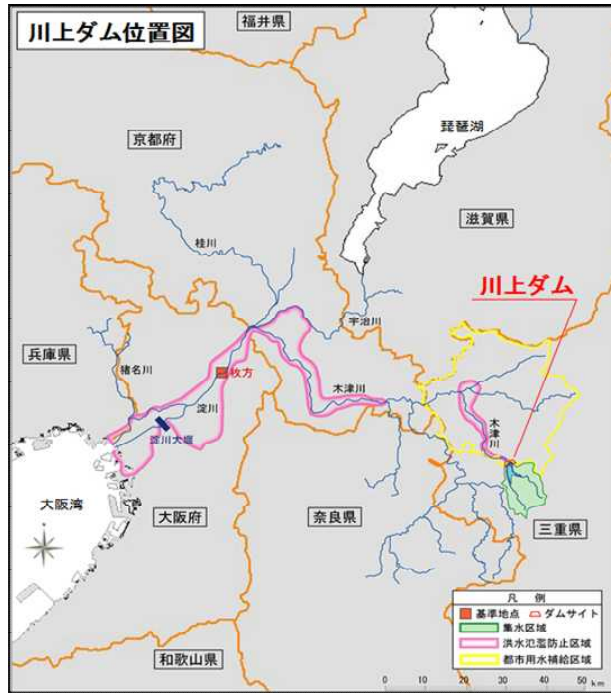 川上ダム位置図
福井県
京都府
琵琶湖
滋賀県
桂川
川上ダム
宇治川
兵庫県
猪名川
枚方
木津川
淀川
木津川
淀川大堰
大阪湾
大阪府
奈良県
三重県
和歌山県
凡 例
基準地点 ダムサイト
集水区域
洪水氾濫防止区域
都市用水補給区域
0 10 20 30 40 50 km